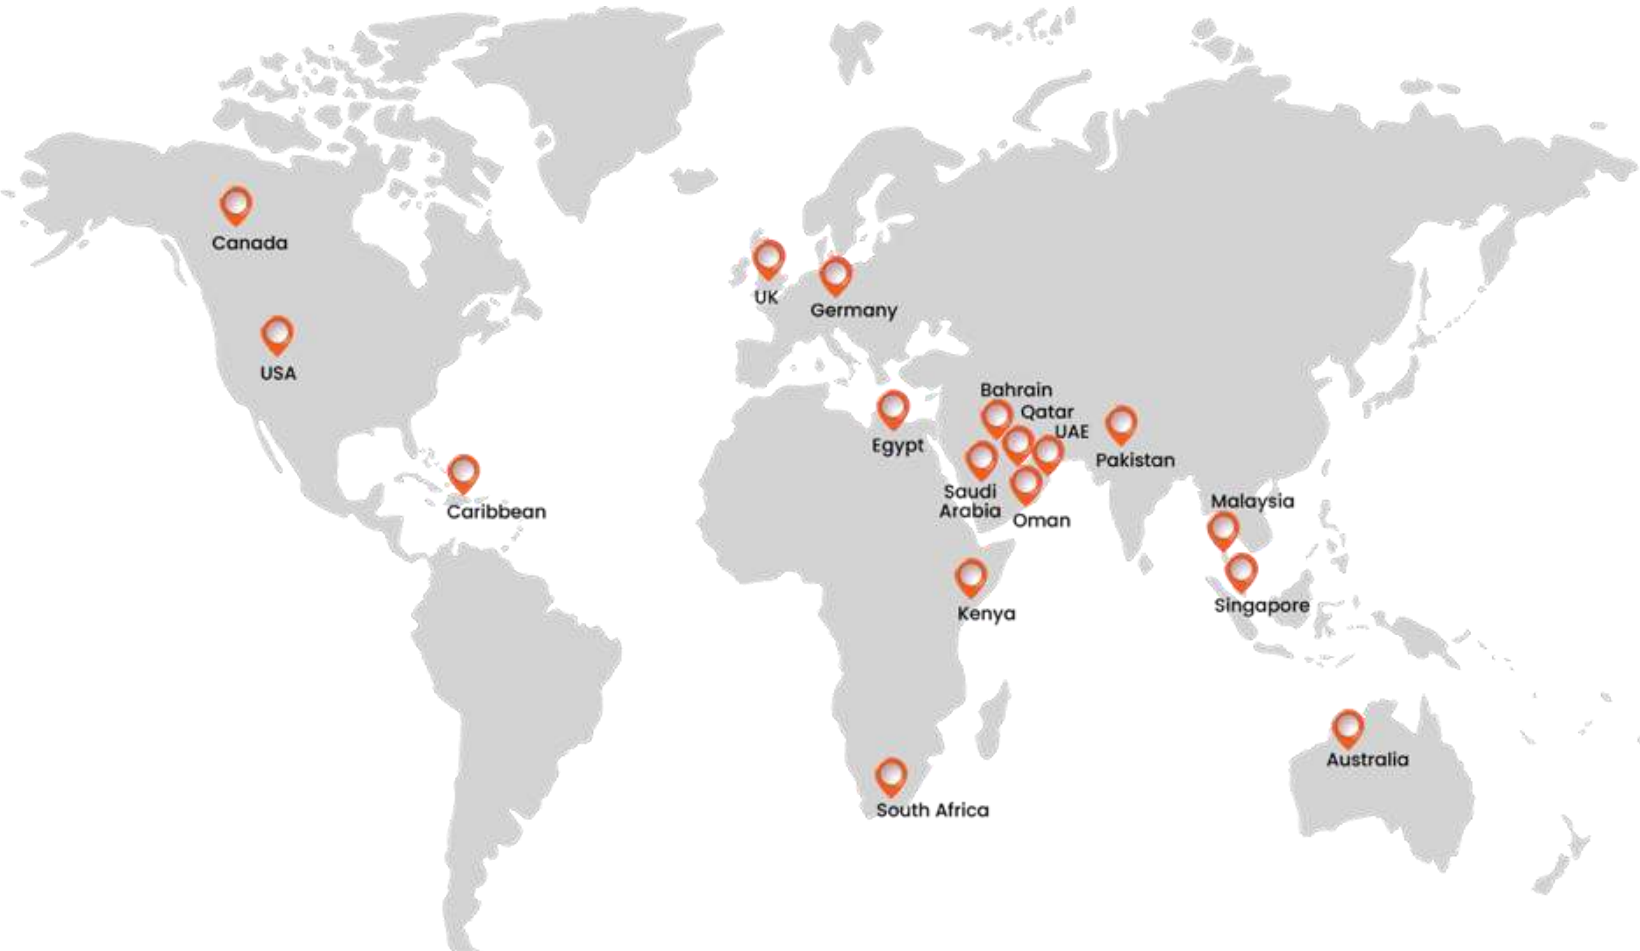 Canada
UK
Germany
USA
Bahrain
Qatar
UAE
Egypt
Pakistan
Saudi
Arabia
Malaysia
Caribbean
Oman
Singapore
Kenya
Australia
South Africa